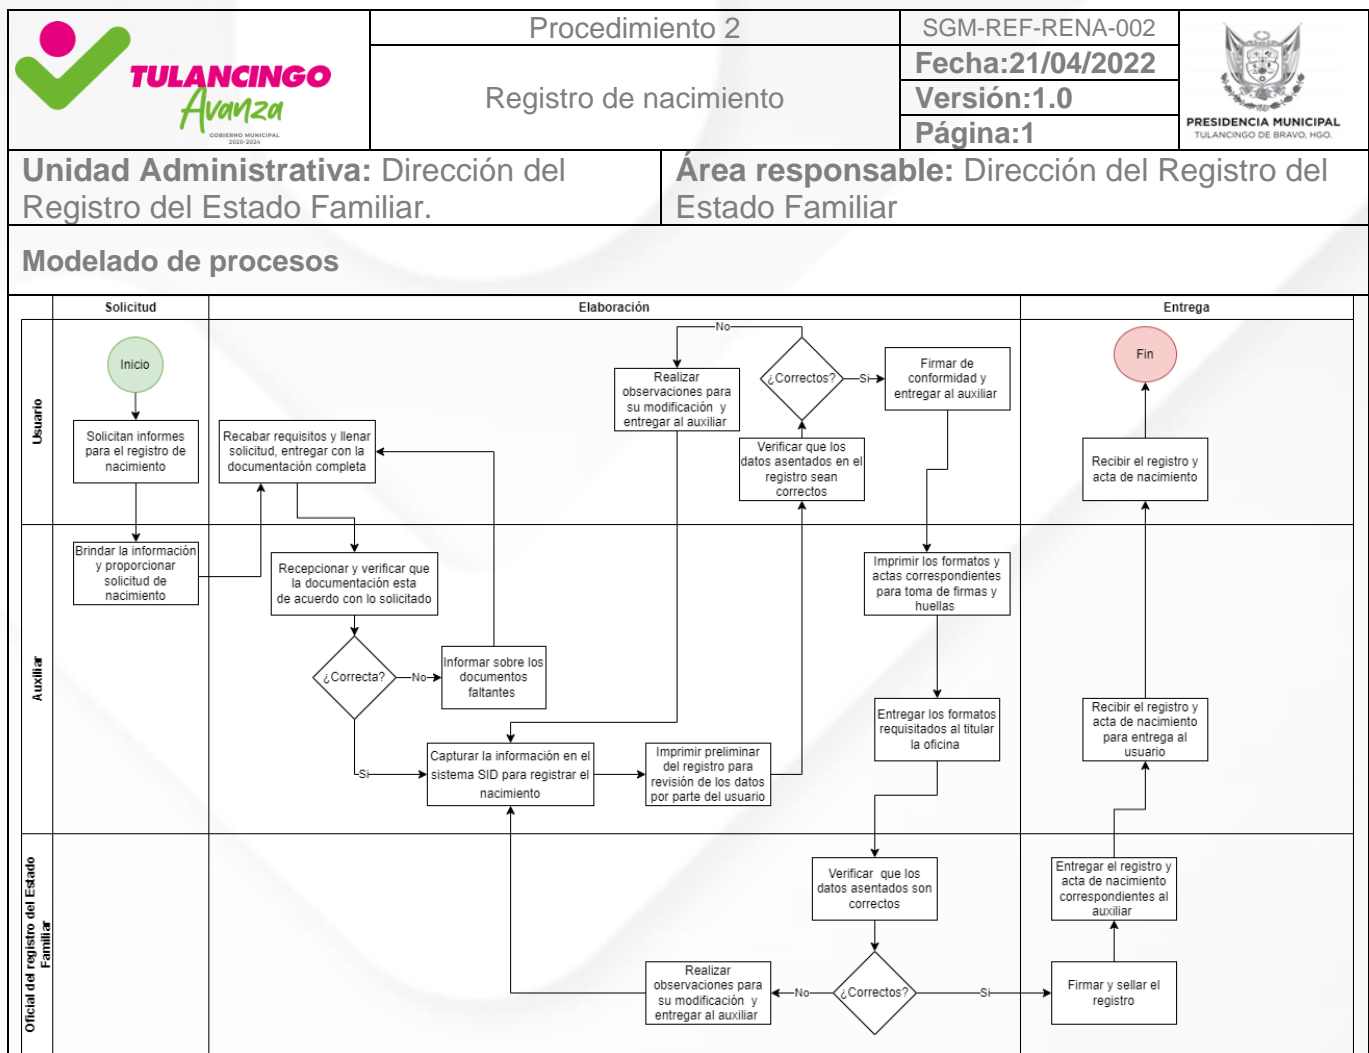 TULANCINGO
Avanza
GOBIERNO MUNICIPAL
2020-2024
Procedimiento 2
Registro de nacimiento
SGM-REF-RENA-002
Fecha:21/04/2022
Versión:1.0
Página:1
PRESIDENCIA MUNICIPAL
TULANCINGO DE BRAVO, HGO.
Unidad Administrativa: Dirección del
Registro del Estado Familiar.
Área responsable: Dirección del Registro del
Estado Familiar
Modelado de procesos
Solicitud
Elaboración
Entrega
Usuario
Inicio
Solicitan informes
para el registro de
nacimiento
Recabar requisitos y llenar
solicitud, entregar con la
documentación completa
No
Realizar
observaciones para
su modificación y
entregar al auxiliar
¿Correctos?
Si
Firmar de
conformidad y
entregar al auxiliar
Verificar que los
datos asentados en el
registro sean
correctos
Fin
Recibir el registro y
acta de nacimiento
Auxiliar
Brindar la información
y proporcionar
solicitud de
nacimiento
Recepcionar y verificar que
la documentación esta
de acuerdo con lo solicitado
¿Correcta?
No
Informar sobre los
documentos
faltantes
Si
Capturar la información en el
sistema SID para registrar el
nacimiento
Imprimir preliminar
del registro para
revisión de los datos
por parte del usuario
Imprimir los formatos y
actas correspondientes
para toma de firmas y
huellas
Entregar los formatos
requisitados al titular
la oficina
Recibir el registro y
acta de nacimiento
para entrega al
usuario
Oficial del registro del Estado
Familiar
Verificar que los
datos asentados son
correctos
¿Correctos?
No
Realizar
observaciones para
su modificación y
entregar al auxiliar
Si
Firmar y sellar el
registro
Entregar el registro y
acta de nacimiento
correspondientes al
auxiliar